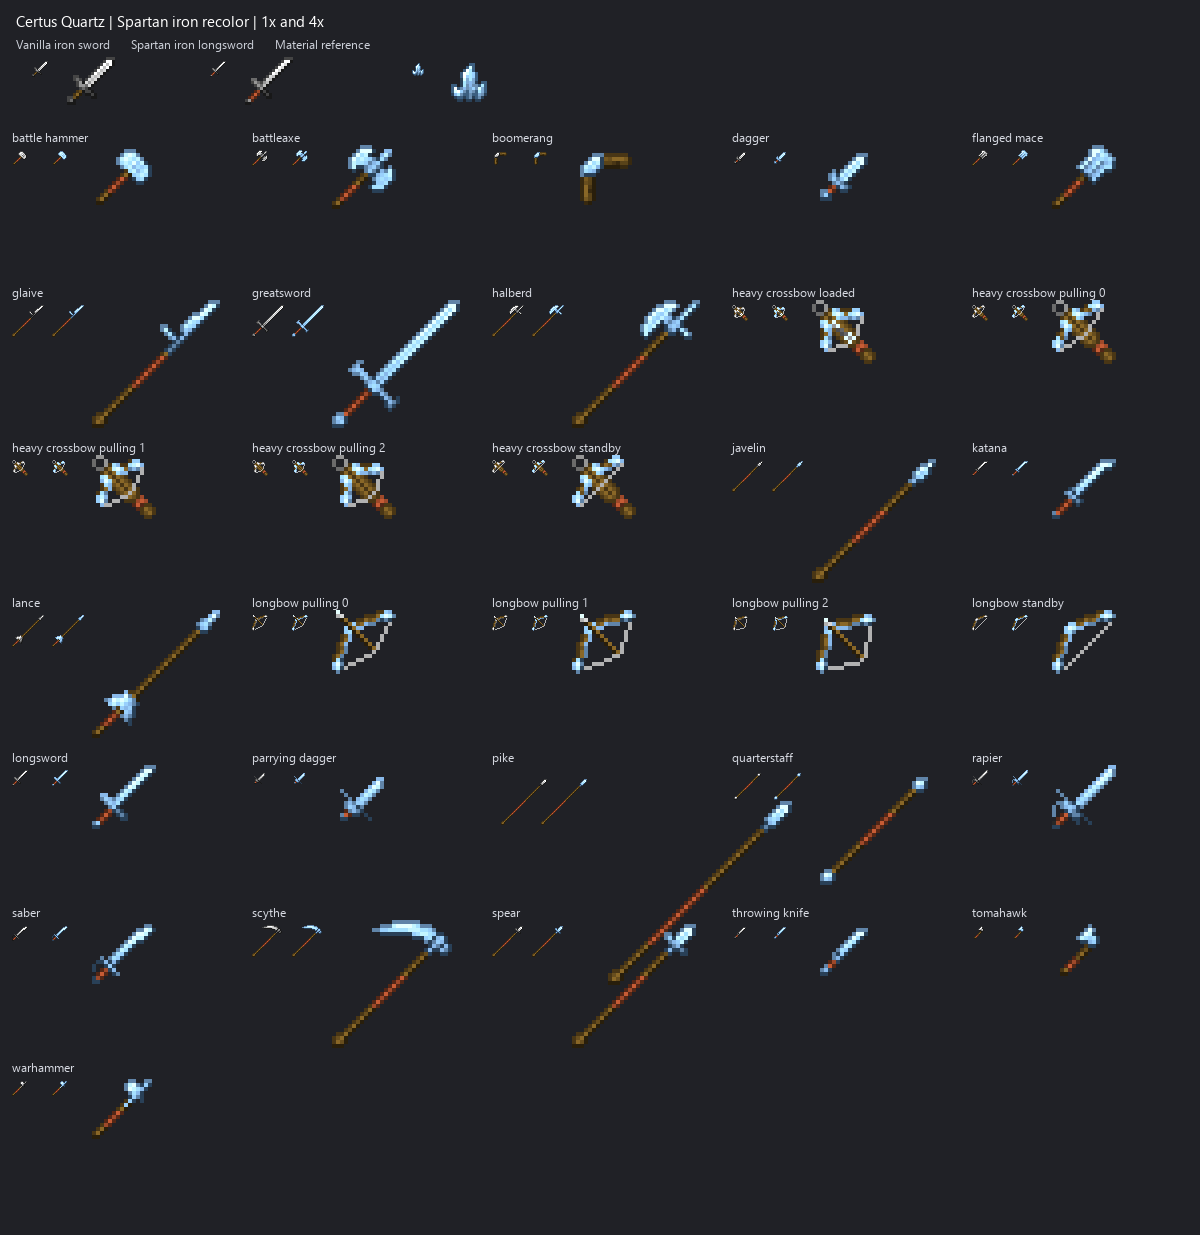 Certus Quartz | Spartan iron recolor | 1x and 4x
Vanilla iron sword Spartan iron longsword Material reference
battle hammer battleaxe boomerang dagger flanged mace
glaive greatsword halberd heavy crossbow loaded heavy crossbow pulling 0
heavy crossbow pulling 1 heavy crossbow pulling 2 heavy crossbow standby javelin katana
lance longbow pulling 0 longbow pulling 1 longbow pulling 2 longbow standby
longsword parrying dagger pike quarterstaff rapier
saber scythe spear throwing knife tomahawk
warhammer